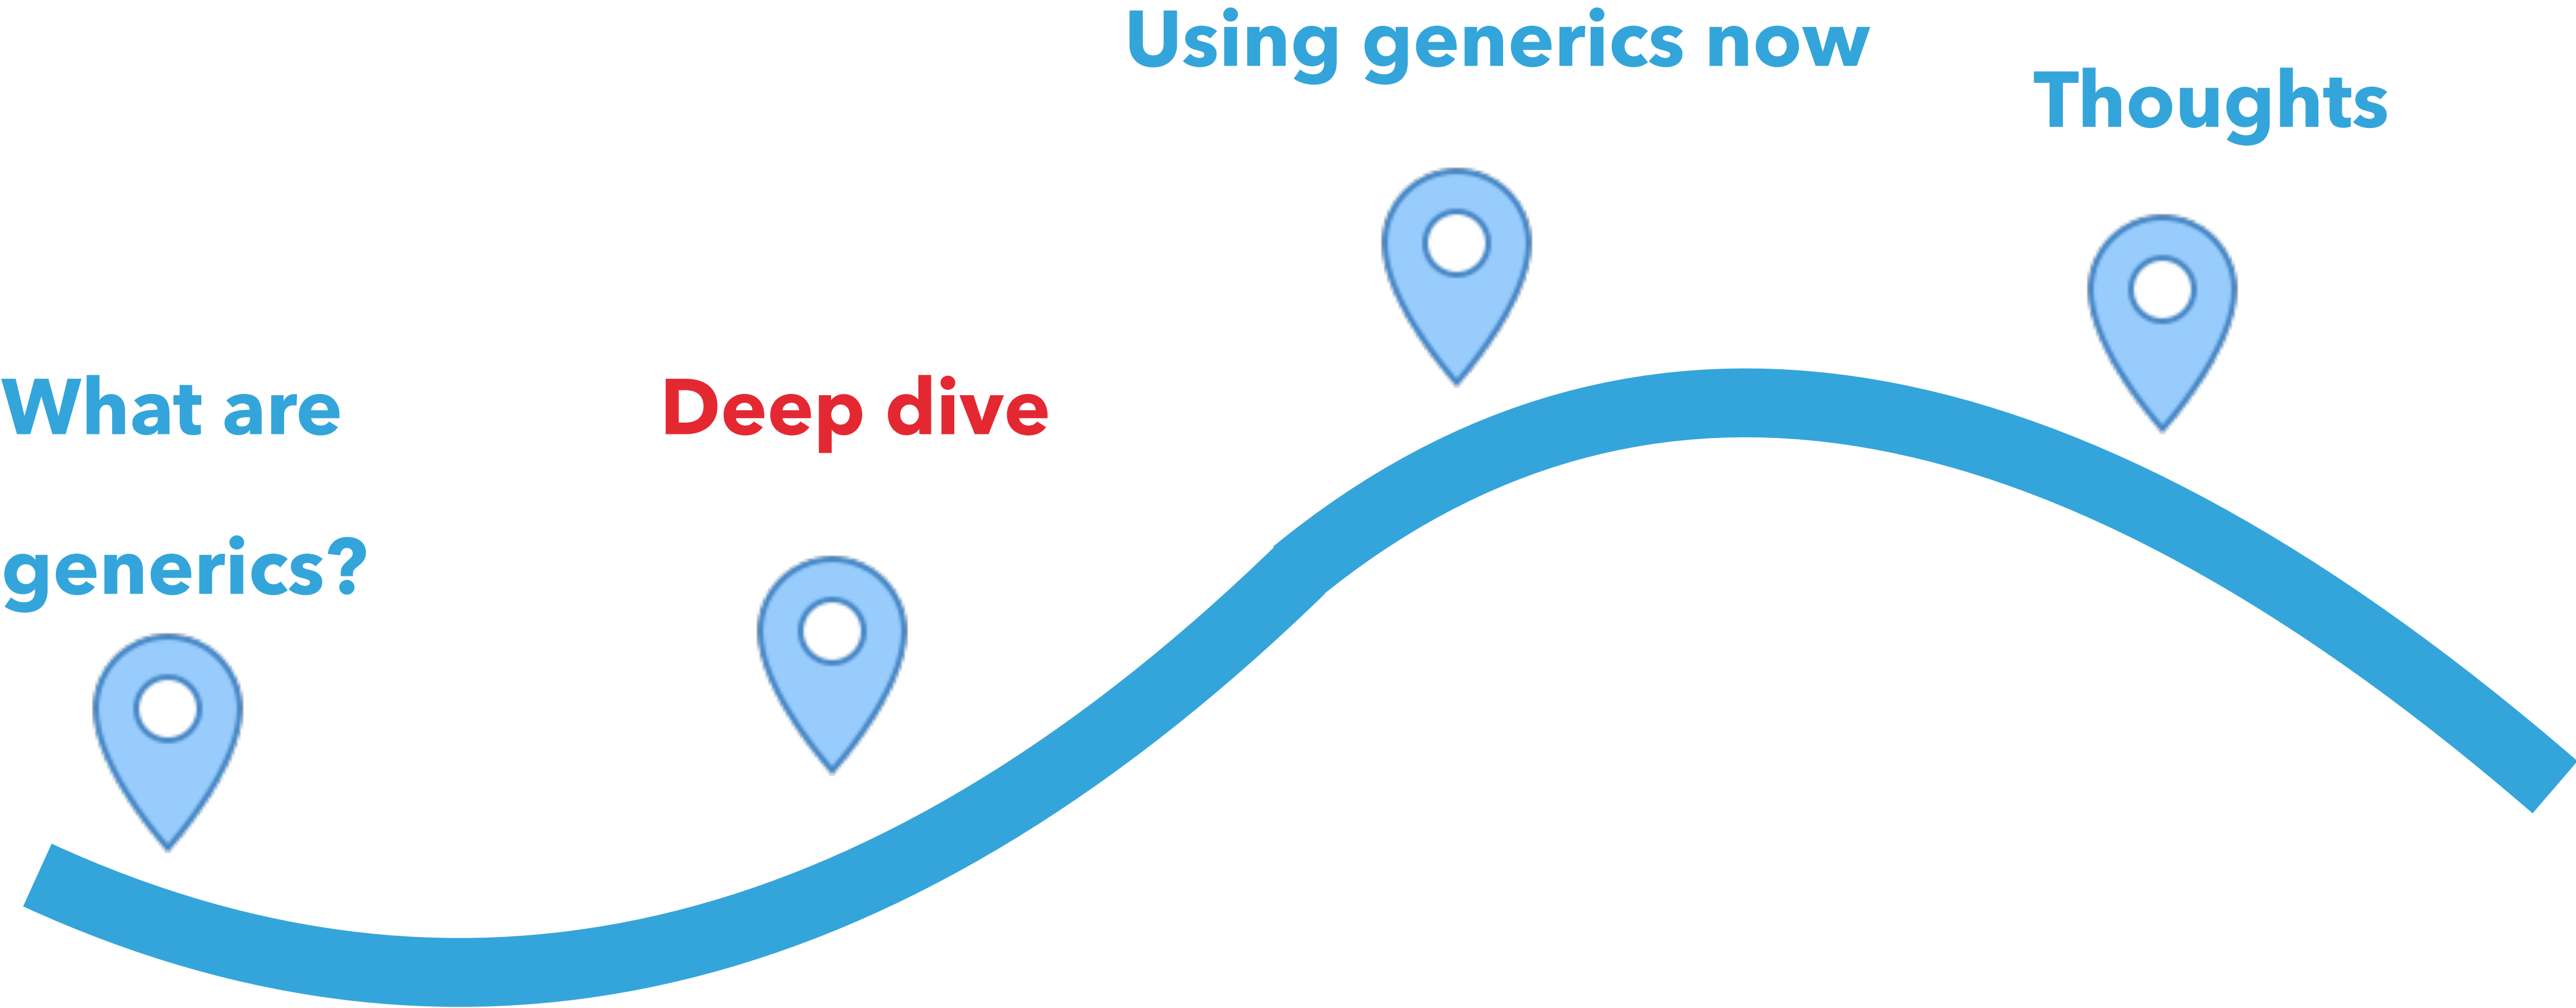 Using generics now
Thoughts
What are
generics?
Deep dive